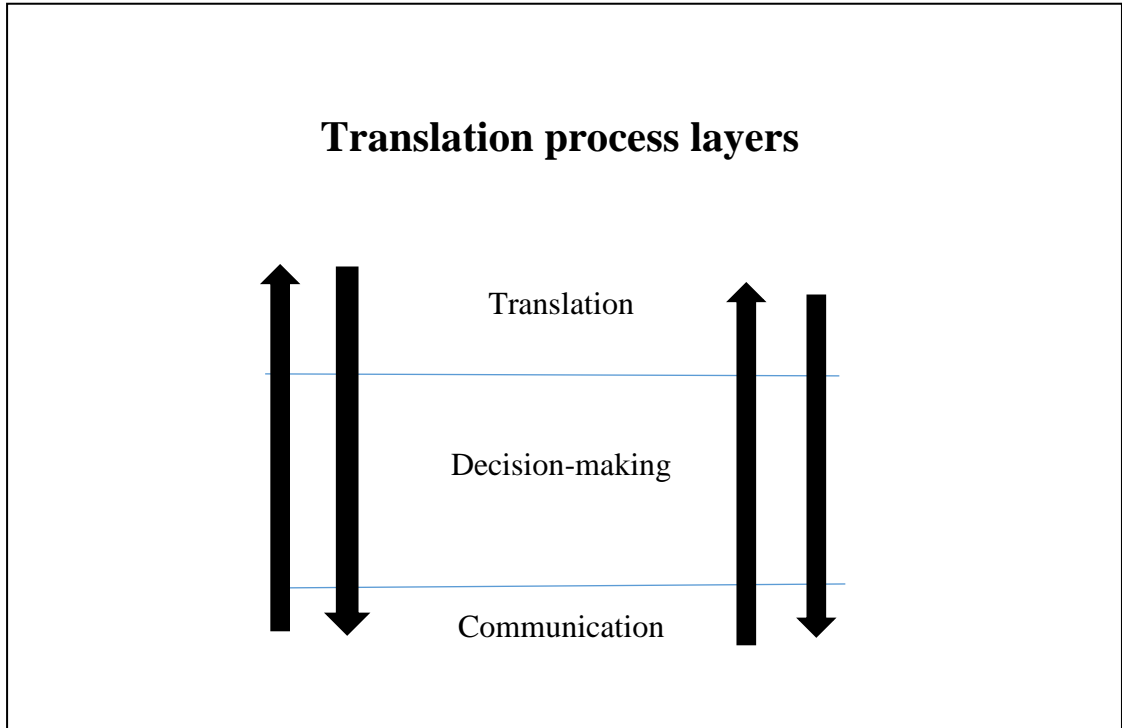 Translation process layers
Translation
Decision-making
Communication